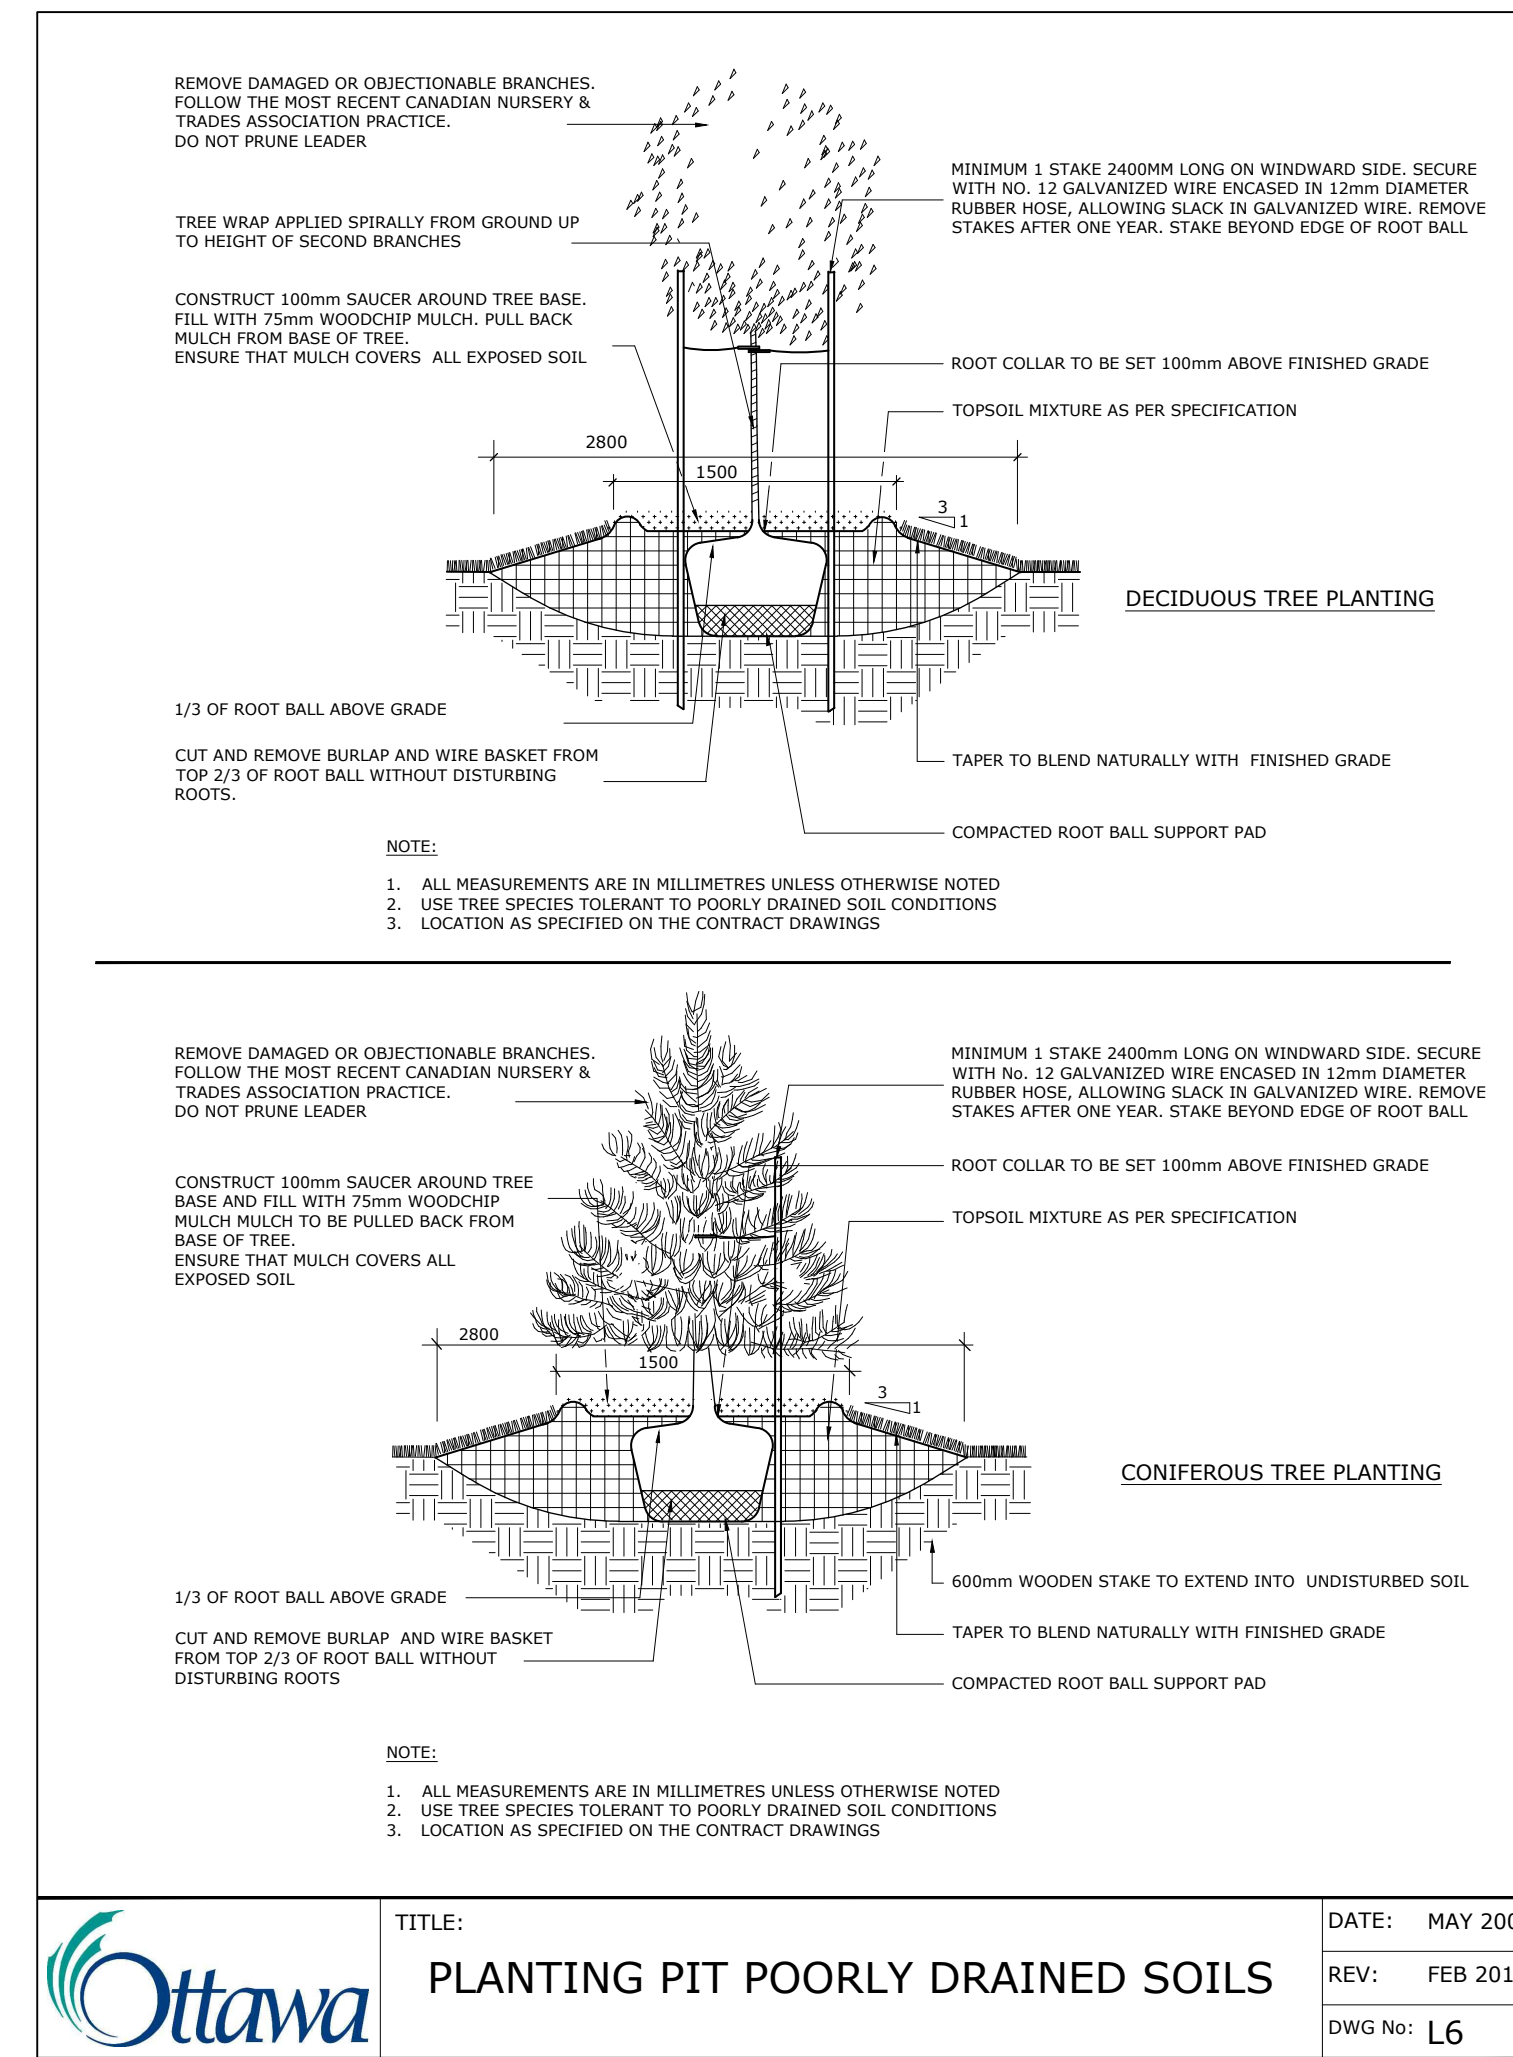 REMOVE DAMAGED OR OBJECTIONABLE BRANCHES.
FOLLOW THE MOST RECENT CANADIAN NURSERY &
TRADES ASSOCIATION PRACTICE.
DO NOT PRUNE LEADER
MINIMUM 1 STAKE 2400MM LONG ON WINDWARD SIDE. SECURE
WITH NO. 12 GALVANIZED WIRE ENCASED IN 12mm DIAMETER
RUBBER HOSE, ALLOWING SLACK IN GALVANIZED WIRE. REMOVE
STAKES AFTER ONE YEAR. STAKE BEYOND EDGE OF ROOT BALL
TREE WRAP APPLIED SPIRALLY FROM GROUND UP
TO HEIGHT OF SECOND BRANCHES
CONSTRUCT 100mm SAUCER AROUND TREE BASE.
FILL WITH 75mm WOODCHIP MULCH. PULL BACK
MULCH FROM BASE OF TREE.
ENSURE THAT MULCH COVERS ALL EXPOSED SOIL
ROOT COLLAR TO BE SET 100mm ABOVE FINISHED GRADE
TOPSOIL MIXTURE AS PER SPECIFICATION
2800
1500
3
1
DECIDUOUS TREE PLANTING
1/3 OF ROOT BALL ABOVE GRADE
CUT AND REMOVE BURLAP AND WIRE BASKET FROM
TOP 2/3 OF ROOT BALL WITHOUT DISTURBING
ROOTS.
TAPER TO BLEND NATURALLY WITH FINISHED GRADE
COMPACTED ROOT BALL SUPPORT PAD
NOTE:
1. ALL MEASUREMENTS ARE IN MILLIMETRES UNLESS OTHERWISE NOTED
2. USE TREE SPECIES TOLERANT TO POORLY DRAINED SOIL CONDITIONS
3. LOCATION AS SPECIFIED ON THE CONTRACT DRAWINGS
REMOVE DAMAGED OR OBJECTIONABLE BRANCHES.
FOLLOW THE MOST RECENT CANADIAN NURSERY &
TRADES ASSOCIATION PRACTICE.
DO NOT PRUNE LEADER
MINIMUM 1 STAKE 2400mm LONG ON WINDWARD SIDE. SECURE
WITH No. 12 GALVANIZED WIRE ENCASED IN 12mm DIAMETER
RUBBER HOSE, ALLOWING SLACK IN GALVANIZED WIRE. REMOVE
STAKES AFTER ONE YEAR. STAKE BEYOND EDGE OF ROOT BALL
CONSTRUCT 100mm SAUCER AROUND TREE
BASE AND FILL WITH 75mm WOODCHIP
MULCH MULCH TO BE PULLED BACK FROM
BASE OF TREE.
ENSURE THAT MULCH COVERS ALL
EXPOSED SOIL
ROOT COLLAR TO BE SET 100mm ABOVE FINISHED GRADE
TOPSOIL MIXTURE AS PER SPECIFICATION
2800
1500
3
1
CONIFEROUS TREE PLANTING
600mm WOODEN STAKE TO EXTEND INTO UNDISTURBED SOIL
1/3 OF ROOT BALL ABOVE GRADE
CUT AND REMOVE BURLAP AND WIRE BASKET
FROM TOP 2/3 OF ROOT BALL WITHOUT
DISTURBING ROOTS
TAPER TO BLEND NATURALLY WITH FINISHED GRADE
COMPACTED ROOT BALL SUPPORT PAD
NOTE:
1. ALL MEASUREMENTS ARE IN MILLIMETRES UNLESS OTHERWISE NOTED
2. USE TREE SPECIES TOLERANT TO POORLY DRAINED SOIL CONDITIONS
3. LOCATION AS SPECIFIED ON THE CONTRACT DRAWINGS
Ottawa
TITLE:
PLANTING PIT POORLY DRAINED SOILS
DATE: MAY
REV: FEB
DWG No: L6